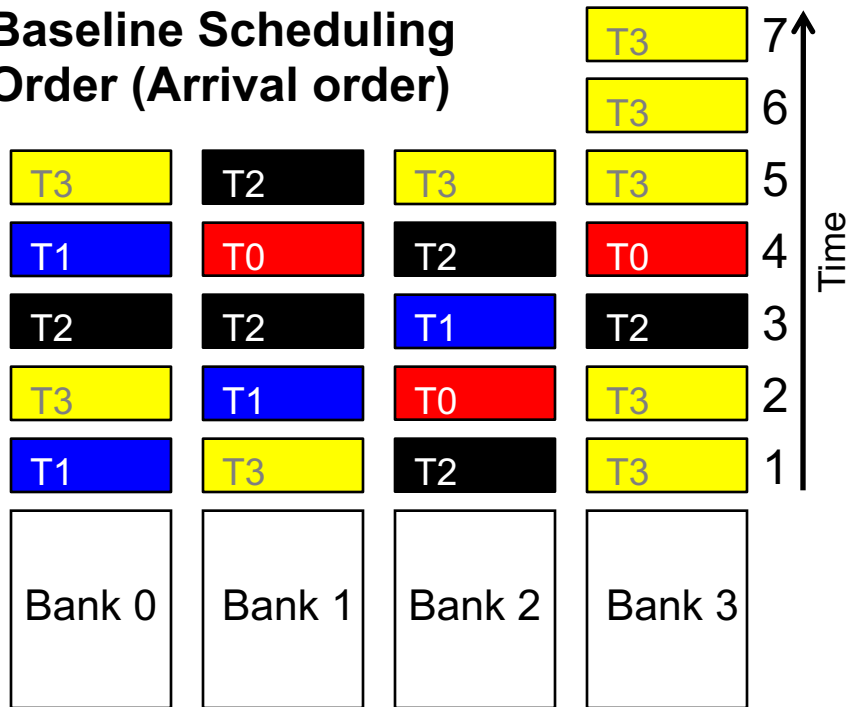 Baseline Scheduling
Order (Arrival order)
T3 7
T3 6
T3 T2 T3 T3 5
T1 T0 T2 T0 4
T2 T2 T1 T2 3
T3 T1 T0 T3 2
T1 T3 T2 T3 1
Time
Bank 0 Bank 1 Bank 2 Bank 3